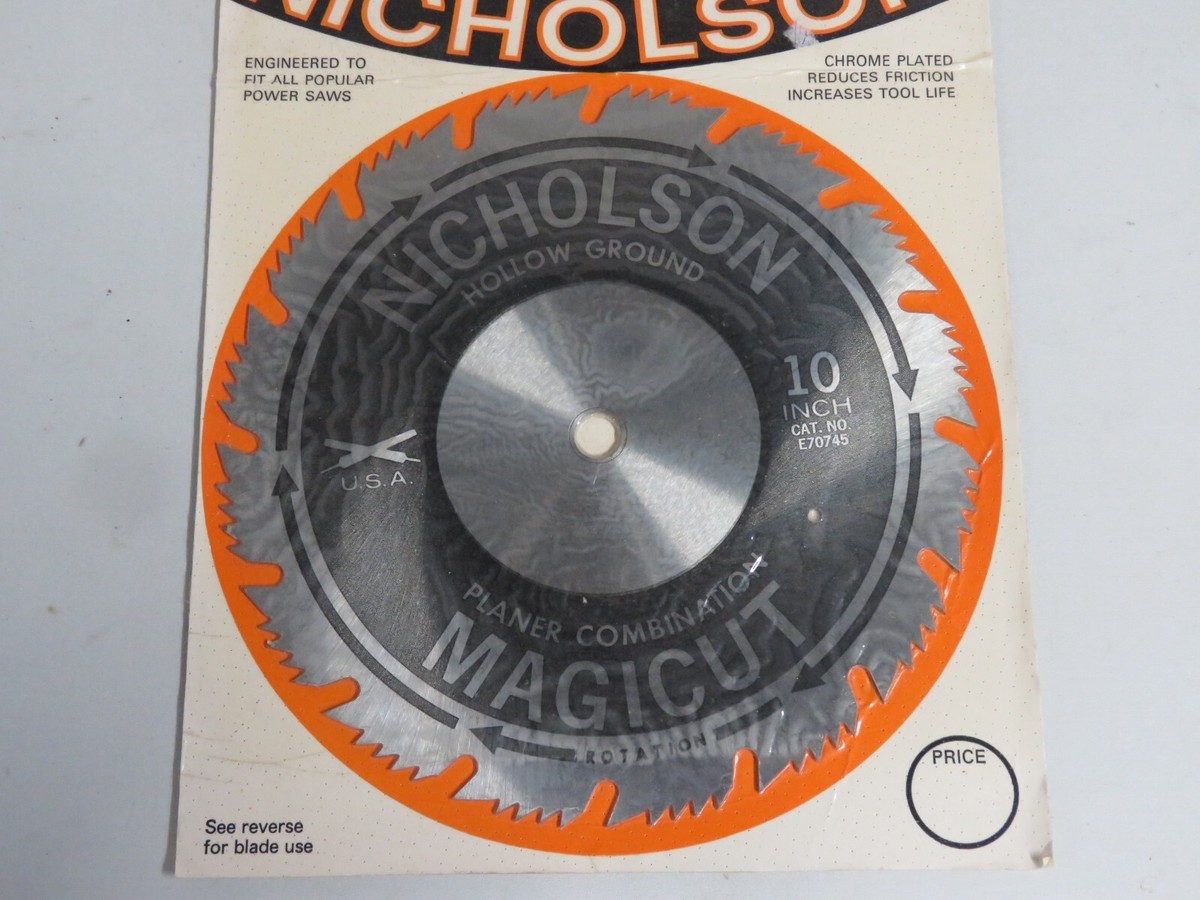 NICHOLSON
ENGINEERED TO
FIT ALL POPULAR
POWER SAWS
CHROME PLATED
REDUCES FRICTION
INCREASES TOOL LIFE
NICHOLSON
HOLLOW GROUND
10
INCH
CAT. NO.
E70745
U.S.A.
PLANER COMBINATION
MAGICUT
ROTATION
PRICE
See reverse
for blade use